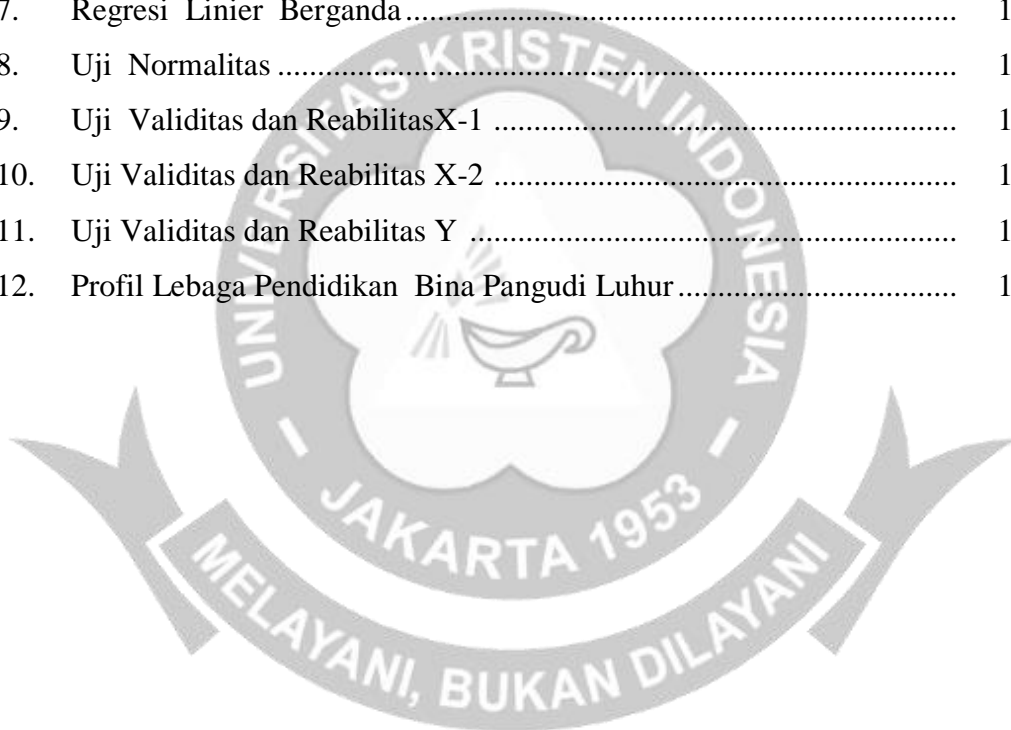 7. Regresi Linier Berganda ........................................................................ 1
8. Uji Normalitas ........................................................................ 1
9. Uji Validitas dan ReabilitasX-1 ........................................................................ 1
10. Uji Validitas dan Reabilitas X-2 ........................................................................ 1
11. Uji Validitas dan Reabilitas Y ........................................................................ 1
12. Profil Lebaga Pendidikan Bina Pangudi Luhur ........................................................................ 1
UNIVERSITAS KRISTEN INDONESIA
- JAKARTA 1953 -
MELAYANI, BUKAN DILAYANI